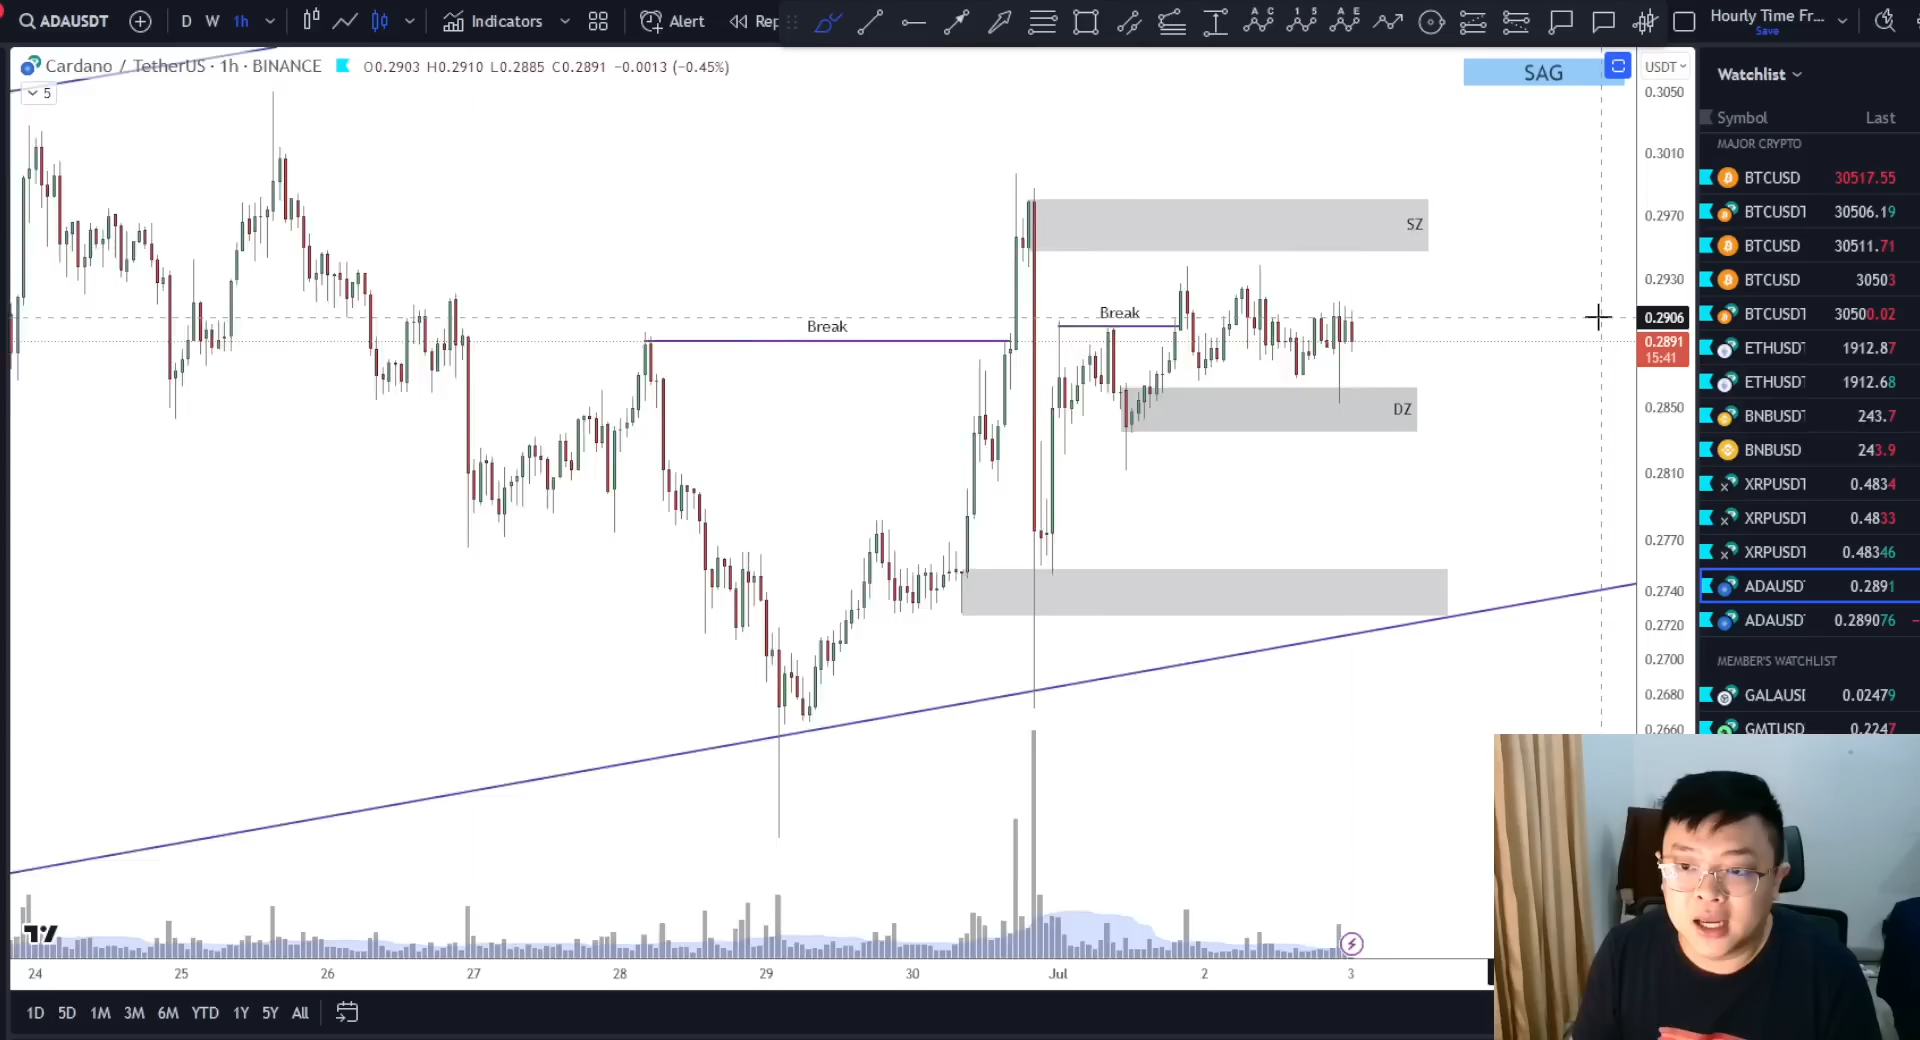 ADAUSDT D W 1h Indicators Alert Rep Hourly Time Fr...
Save
Cardano / TetherUS · 1h · BINANCE O0.2903 H0.2910 L0.2885 C0.2891 −0.0013 (−0.45%)
5
SAG
USDT
0.3050
0.3010
0.2970
0.2930
0.2906
0.2891
15:41
0.2850
0.2810
0.2770
0.2740
0.2720
0.2700
0.2680
0.2660
SZ
Break
Break
DZ
24 25 26 27 28 29 30 Jul 2 3
1D 5D 1M 3M 6M YTD 1Y 5Y All
Watchlist
Symbol Last
MAJOR CRYPTO
BTCUSD 30517.55
BTCUSDT 30506.19
BTCUSD 30511.71
BTCUSD 30503
BTCUSDT 30500.02
ETHUSDT 1912.87
ETHUSDT 1912.68
BNBUSDT 243.7
BNBUSD 243.9
XRPUSDT 0.4834
XRPUSDT 0.4833
XRPUSDT 0.48346
ADAUSD 0.2891
ADAUSD 0.289076
MEMBER'S WATCHLIST
GALAUSI 0.02479
GMTUSD 0.2247